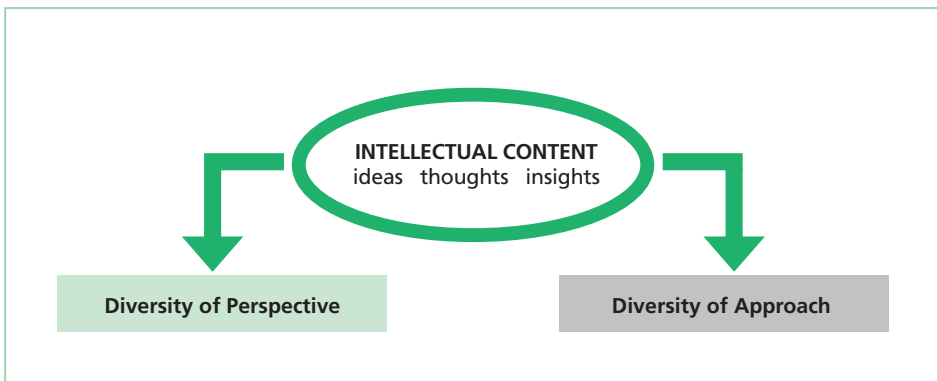 INTELLECTUAL CONTENT
ideas thoughts insights
Diversity of Perspective
Diversity of Approach